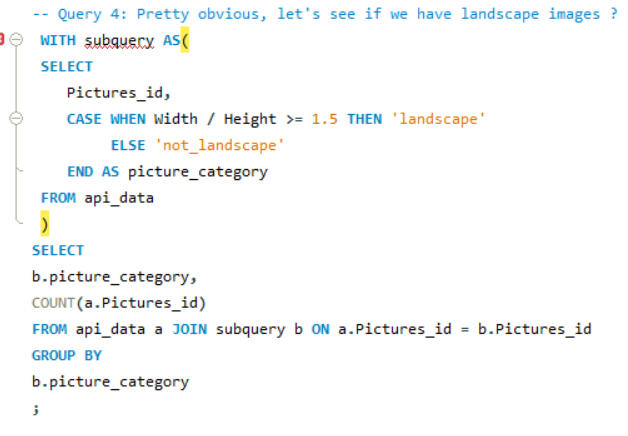 -- Query 4: Pretty obvious, let's see if we have landscape images ?
WITH subquery AS(
SELECT
Pictures_id,
CASE WHEN Width / Height >= 1.5 THEN 'landscape'
ELSE 'not_landscape'
END AS picture_category
FROM api_data
)
SELECT
b.picture_category,
COUNT(a.Pictures_id)
FROM api_data a JOIN subquery b ON a.Pictures_id = b.Pictures_id
GROUP BY
b.picture_category
;